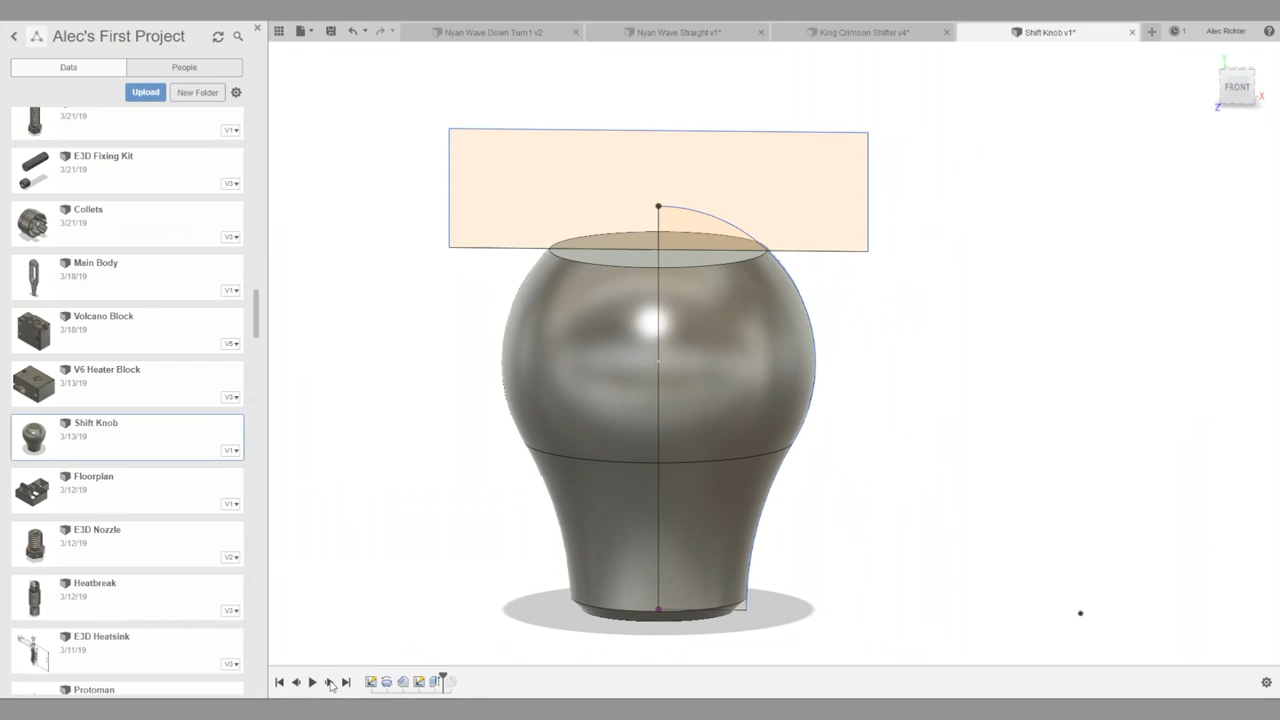 Alec's First Project
Data
People
Upload
New Folder
3/21/19
V1
E3D Fixing Kit
3/21/19
V3
Collets
3/21/19
V3
Main Body
3/18/19
V1
Volcano Block
3/18/19
V6
V6 Heater Block
3/13/19
V3
Shift Knob
3/13/19
V1
Floorplan
3/12/19
V1
E3D Nozzle
3/12/19
V2
Heatbreak
3/12/19
V3
E3D Heatsink
3/11/19
V3
Protoman
Nyan Wave Down Turn 1 v2
Nyan Wave Straight v1*
King Crimson Shifter v4*
Shift Knob v1*
1
Alec Richter
Y
FRONT
X
Z